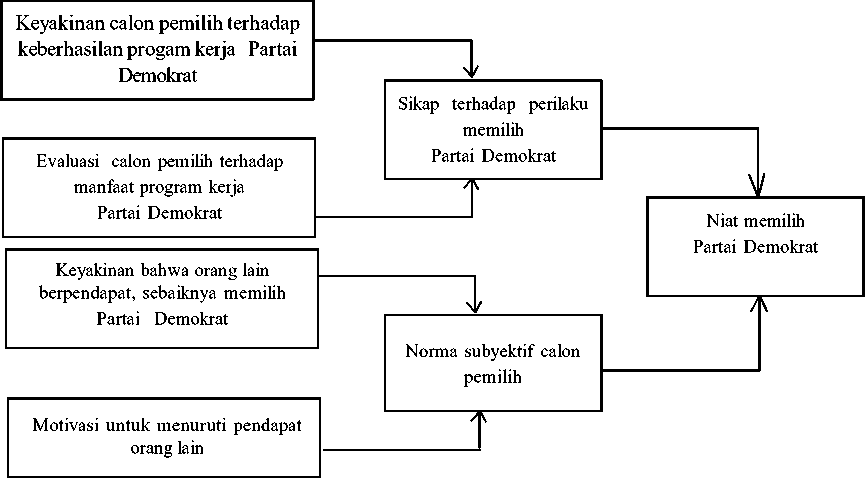 Keyakinan calon pemilih terhadap
keberhasilan progam kerja Partai
Demokrat
Sikap terhadap perilaku
memilih
Partai Demokrat
Evaluasi calon pemilih terhadap
manfaat program kerja
Partai Demokrat
Niat memilih
Partai Demokrat
Keyakinan bahwa orang lain
berpendapat, sebaiknya memilih
Partai Demokrat
Norma subyektif calon
pemilih
Motivasi untuk menuruti pendapat
orang lain